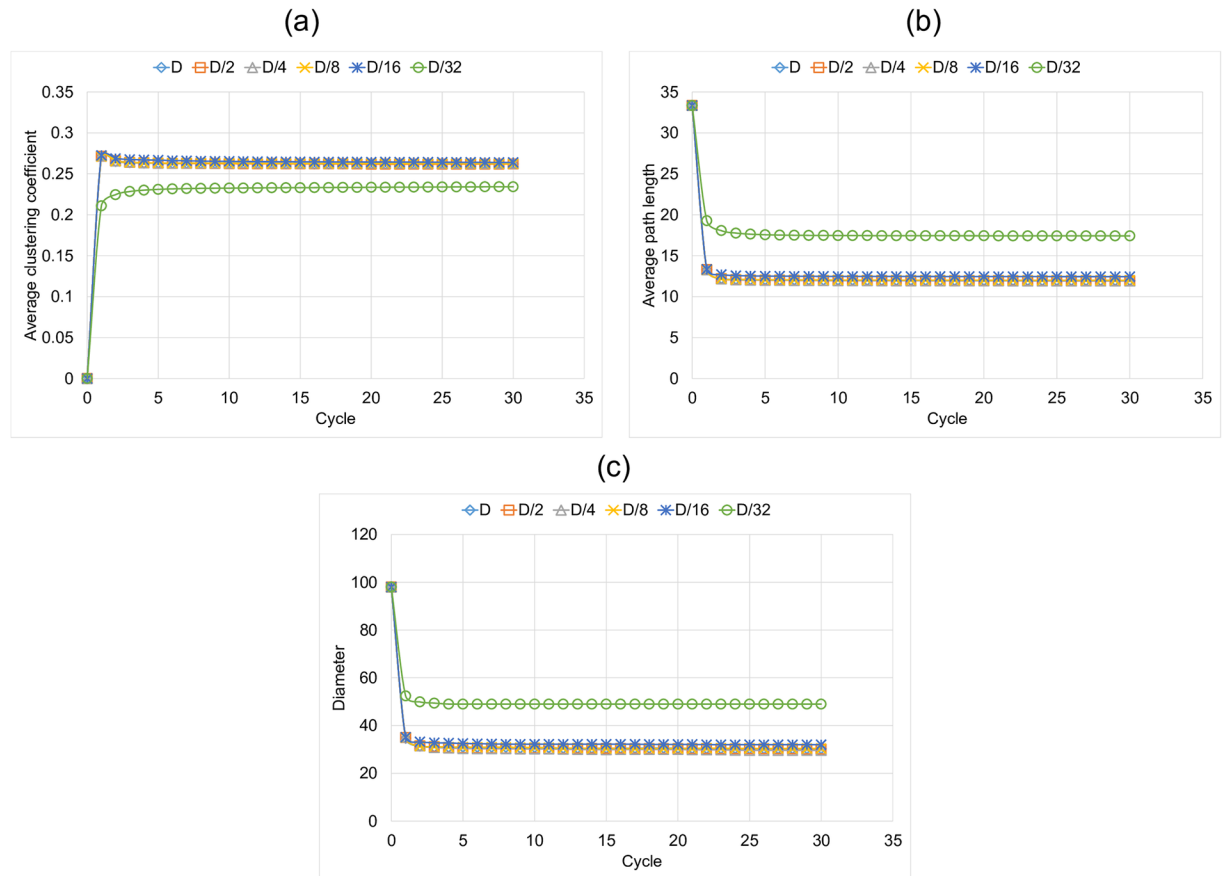 (a)
D D/2 D/4 D/8 D/16 D/32
0.35
0.3
0.25
0.2
0.15
0.1
0.05
0
Average clustering coefficient
0 5 10 15 20 25 30 35
Cycle
(b)
D D/2 D/4 D/8 D/16 D/32
35
30
25
20
15
10
5
0
Average path length
0 5 10 15 20 25 30 35
Cycle
(c)
D D/2 D/4 D/8 D/16 D/32
120
100
80
60
40
20
0
Diameter
0 5 10 15 20 25 30 35
Cycle